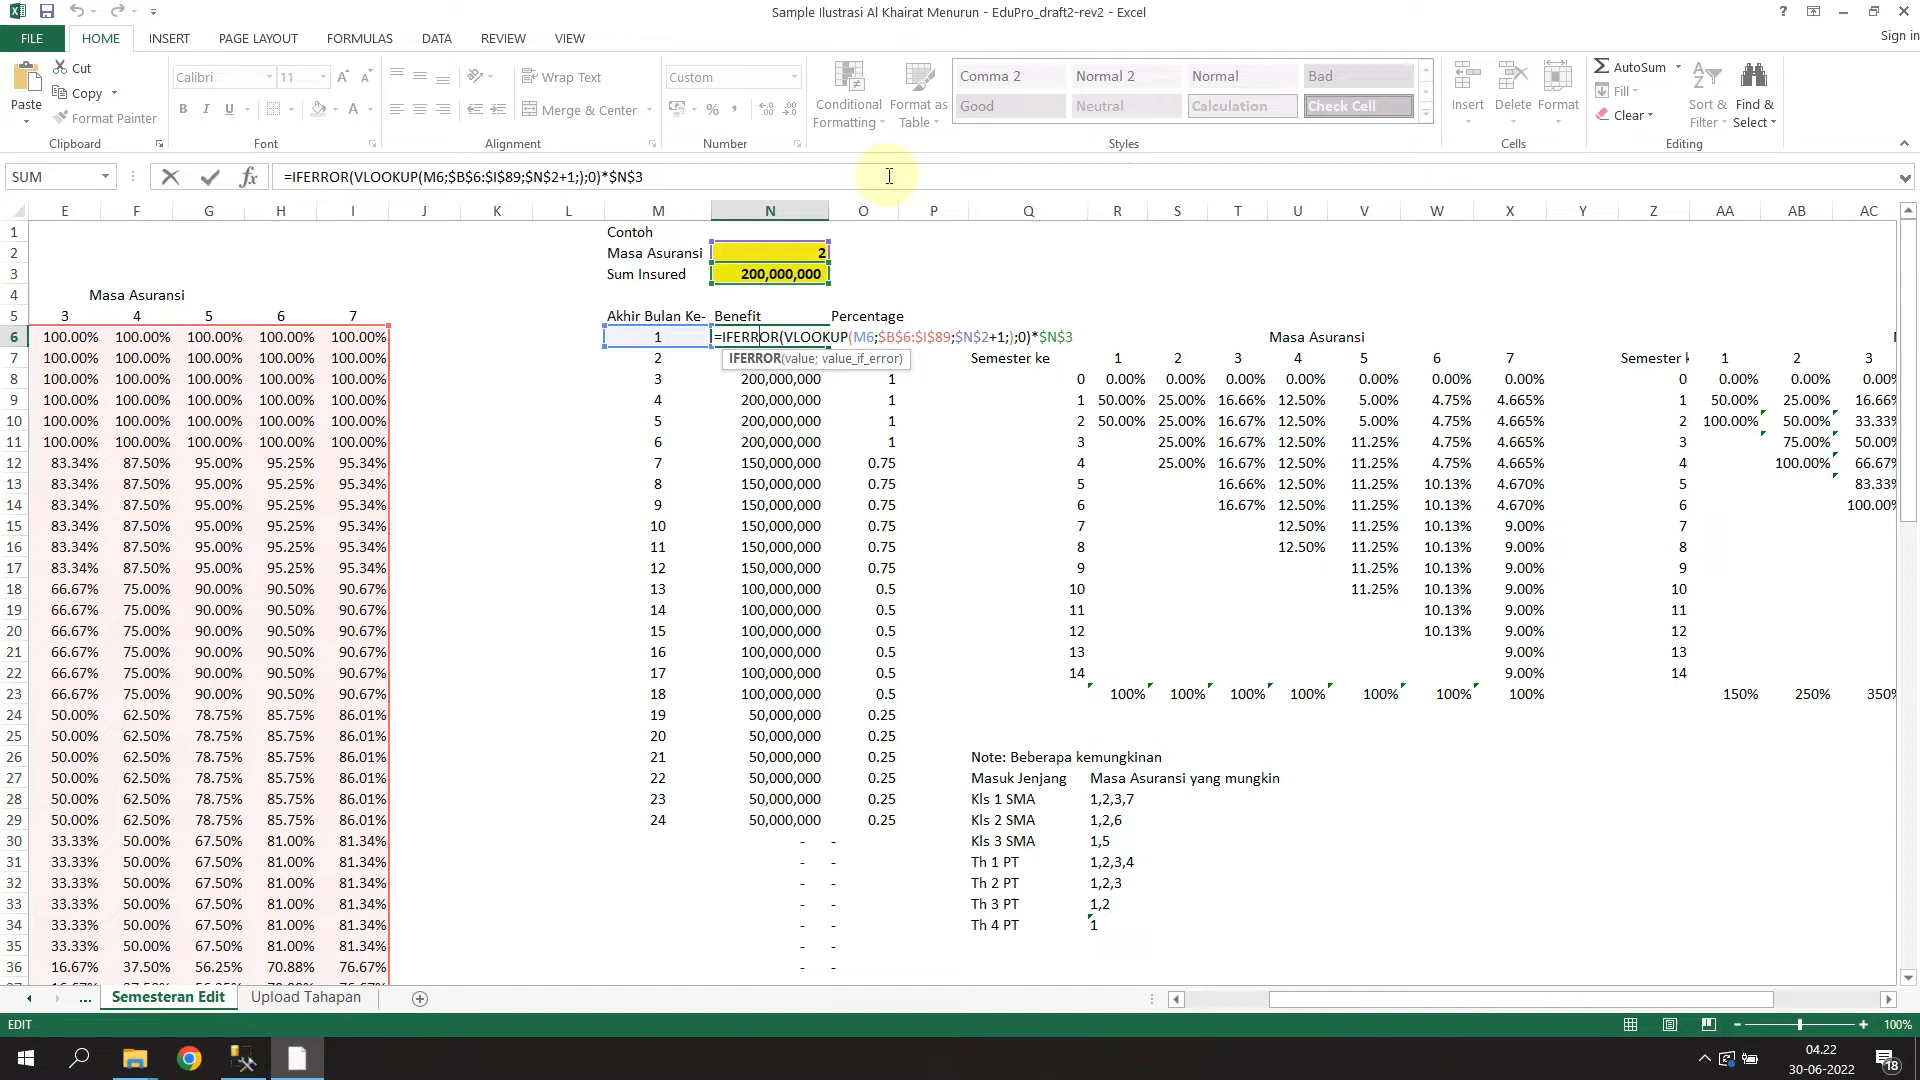 Sample Ilustrasi Al Khairat Menurun - EduPro_draft2-rev2 - Excel
Sign in
FILE HOME INSERT PAGE LAYOUT FORMULAS DATA REVIEW VIEW
Cut
Copy
Format Painter
Paste
Clipboard
Calibri 11
B I U
Font
Wrap Text
Merge & Center
Alignment
Custom
Number
Conditional Formatting
Format as Table
Comma 2 Normal 2 Normal Bad
Good Neutral Calculation Check Cell
Styles
Insert Delete Format
Cells
AutoSum
Fill
Clear
Sort & Filter
Find & Select
Editing
SUM =IFERROR(VLOOKUP(M6;$B$6:$I$89;$N$2+1;);0)*$N$3
E F G H I J K L M N O P Q R S T U V W X Y Z AA AB AC
1 Contoh
2 Masa Asuransi 2
3 Sum Insured 200,000,000
4 Masa Asuransi
5 3 4 5 6 7 Akhir Bulan Ke- Benefit Percentage
6 100.00% 100.00% 100.00% 100.00% 100.00% 1 =IFERROR(VLOOKUP(M6;$B$6:$I$89;$N$2+1;);0)*$N$3 Masa Asuransi
7 100.00% 100.00% 100.00% 100.00% 100.00% 2 IFERROR(value; value_if_error) Semester ke 1 2 3 4 5 6 7 Semester k 1 2 3
8 100.00% 100.00% 100.00% 100.00% 100.00% 3 200,000,000 1 0 0.00% 0.00% 0.00% 0.00% 0.00% 0.00% 0.00% 0 0.00% 0.00% 0.00%
9 100.00% 100.00% 100.00% 100.00% 100.00% 4 200,000,000 1 1 50.00% 25.00% 16.66% 12.50% 5.00% 4.75% 4.665% 1 50.00% 25.00% 16.66%
10 100.00% 100.00% 100.00% 100.00% 100.00% 5 200,000,000 1 2 50.00% 25.00% 16.67% 12.50% 5.00% 4.75% 4.665% 2 100.00% 50.00% 33.33%
11 100.00% 100.00% 100.00% 100.00% 100.00% 6 200,000,000 1 3 25.00% 16.67% 12.50% 11.25% 4.75% 4.665% 3 75.00% 50.00%
12 83.34% 87.50% 95.00% 95.25% 95.34% 7 150,000,000 0.75 4 25.00% 16.67% 12.50% 11.25% 4.75% 4.665% 4 100.00% 66.67%
13 83.34% 87.50% 95.00% 95.25% 95.34% 8 150,000,000 0.75 5 16.66% 12.50% 11.25% 10.13% 4.670% 5 83.33%
14 83.34% 87.50% 95.00% 95.25% 95.34% 9 150,000,000 0.75 6 16.67% 12.50% 11.25% 10.13% 4.670% 6 100.00%
15 83.34% 87.50% 95.00% 95.25% 95.34% 10 150,000,000 0.75 7 12.50% 11.25% 10.13% 9.00% 7
16 83.34% 87.50% 95.00% 95.25% 95.34% 11 150,000,000 0.75 8 12.50% 11.25% 10.13% 9.00% 8
17 83.34% 87.50% 95.00% 95.25% 95.34% 12 150,000,000 0.75 9 11.25% 10.13% 9.00% 9
18 66.67% 75.00% 90.00% 90.50% 90.67% 13 100,000,000 0.5 10 11.25% 10.13% 9.00% 10
19 66.67% 75.00% 90.00% 90.50% 90.67% 14 100,000,000 0.5 11 10.13% 9.00% 11
20 66.67% 75.00% 90.00% 90.50% 90.67% 15 100,000,000 0.5 12 10.13% 9.00% 12
21 66.67% 75.00% 90.00% 90.50% 90.67% 16 100,000,000 0.5 13 9.00% 13
22 66.67% 75.00% 90.00% 90.50% 90.67% 17 100,000,000 0.5 14 9.00% 14
23 66.67% 75.00% 90.00% 90.50% 90.67% 18 100,000,000 0.5 100% 100% 100% 100% 100% 100% 100% 150% 250% 350%
24 50.00% 62.50% 78.75% 85.75% 86.01% 19 50,000,000 0.25
25 50.00% 62.50% 78.75% 85.75% 86.01% 20 50,000,000 0.25
26 50.00% 62.50% 78.75% 85.75% 86.01% 21 50,000,000 0.25 Note: Beberapa kemungkinan
27 50.00% 62.50% 78.75% 85.75% 86.01% 22 50,000,000 0.25 Masuk Jenjang Masa Asuransi yang mungkin
28 50.00% 62.50% 78.75% 85.75% 86.01% 23 50,000,000 0.25 Kls 1 SMA 1,2,3,7
29 50.00% 62.50% 78.75% 85.75% 86.01% 24 50,000,000 0.25 Kls 2 SMA 1,2,6
30 33.33% 50.00% 67.50% 81.00% 81.34% - - Kls 3 SMA 1,5
31 33.33% 50.00% 67.50% 81.00% 81.34% - - Th 1 PT 1,2,3,4
32 33.33% 50.00% 67.50% 81.00% 81.34% - - Th 2 PT 1,2,3
33 33.33% 50.00% 67.50% 81.00% 81.34% - - Th 3 PT 1,2
34 33.33% 50.00% 67.50% 81.00% 81.34% - - Th 4 PT 1
35 33.33% 50.00% 67.50% 81.00% 81.34% - -
36 16.67% 37.50% 56.25% 70.88% 76.67% - -
... Semesteran Edit Upload Tahapan
EDIT 100%
04.22
30-06-2022
18